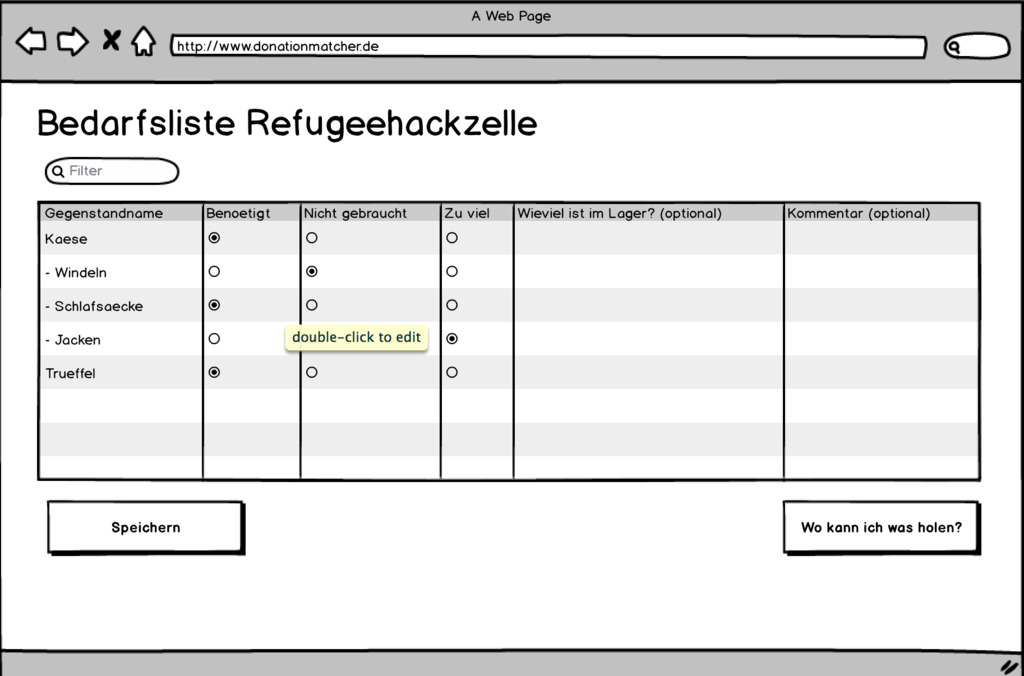 A Web Page
http://www.donationmatcher.de
Bedarfsliste Refugeehackzelle
Filter
Gegenstandname Benoetigt Nicht gebraucht Zu viel Wieviel ist im Lager? (optional) Kommentar (optional)
Kaese
- Windeln
- Schlafsaecke
- Jacken double-click to edit
Trueffel
Speichern Wo kann ich was holen?